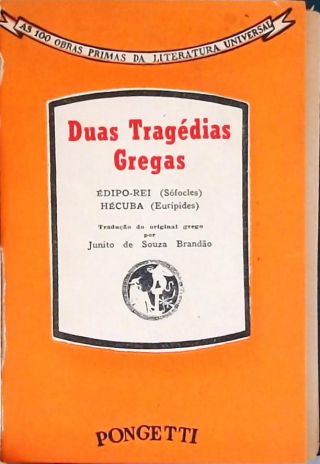 AS 100 OBRAS PRIMAS DA LITERATURA UNIVERSAL
Duas Tragédias
Gregas
ÉDIPO-REI (Sófocles)
HÉCUBA (Eurípides)
Tradução do original grego
por
Junito de Souza Brandão
PONGETTI